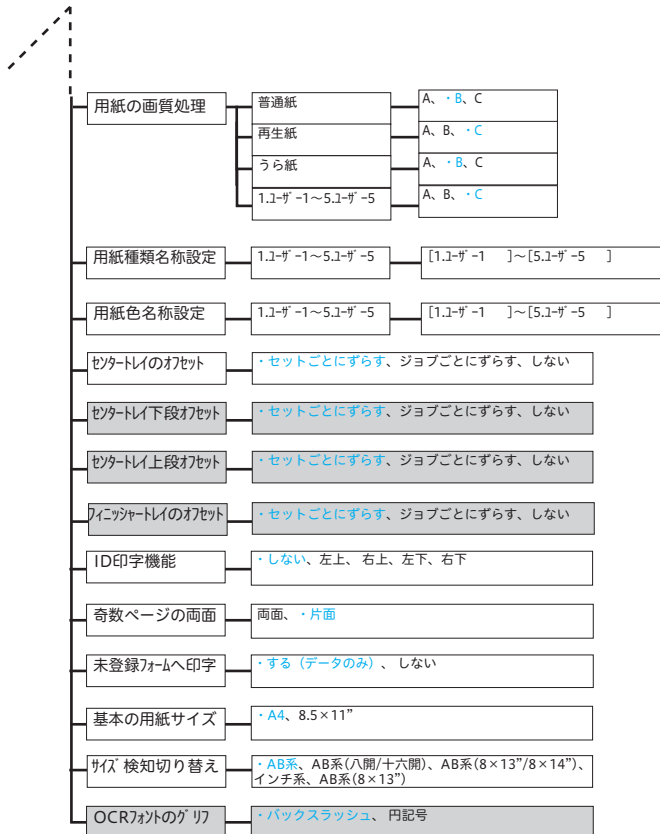 用紙の画質処理
普通紙
A、・B、C
再生紙
A、B、・C
うら紙
A、・B、C
1.ﾕｰｻﾞｰ1～5.ﾕｰｻﾞｰ5
A、B、・C
用紙種類名称設定
1.ﾕｰｻﾞｰ1～5.ﾕｰｻﾞｰ5
[1.ﾕｰｻﾞｰ1 ]～[5.ﾕｰｻﾞｰ5 ]
用紙色名称設定
1.ﾕｰｻﾞｰ1～5.ﾕｰｻﾞｰ5
[1.ﾕｰｻﾞｰ1 ]～[5.ﾕｰｻﾞｰ5 ]
ｾﾝﾀｰﾄﾚｲのｵﾌｾｯﾄ
・セットごとにずらす、ジョブごとにずらす、しない
ｾﾝﾀｰﾄﾚｲ下段ｵﾌｾｯﾄ
・セットごとにずらす、ジョブごとにずらす、しない
ｾﾝﾀｰﾄﾚｲ上段ｵﾌｾｯﾄ
・セットごとにずらす、ジョブごとにずらす、しない
ﾌｨﾆｯｼｬｰﾄﾚｲのｵﾌｾｯﾄ
・セットごとにずらす、ジョブごとにずらす、しない
ID印字機能
・しない、左上、 右上、左下、右下
奇数ページの両面
両面、・片面
未登録ﾌｫｰﾑへ印字
・する（データのみ）、 しない
基本の用紙サイズ
・A4、8.5×11”
ｻｲｽﾞ検知切り替え
・AB系、AB系(八開/十六開)、AB系(8×13”/8×14”)、
インチ系、AB系(8×13”)
OCRﾌｫﾝﾄのｸﾞﾘﾌ
・バックスラッシュ、 円記号